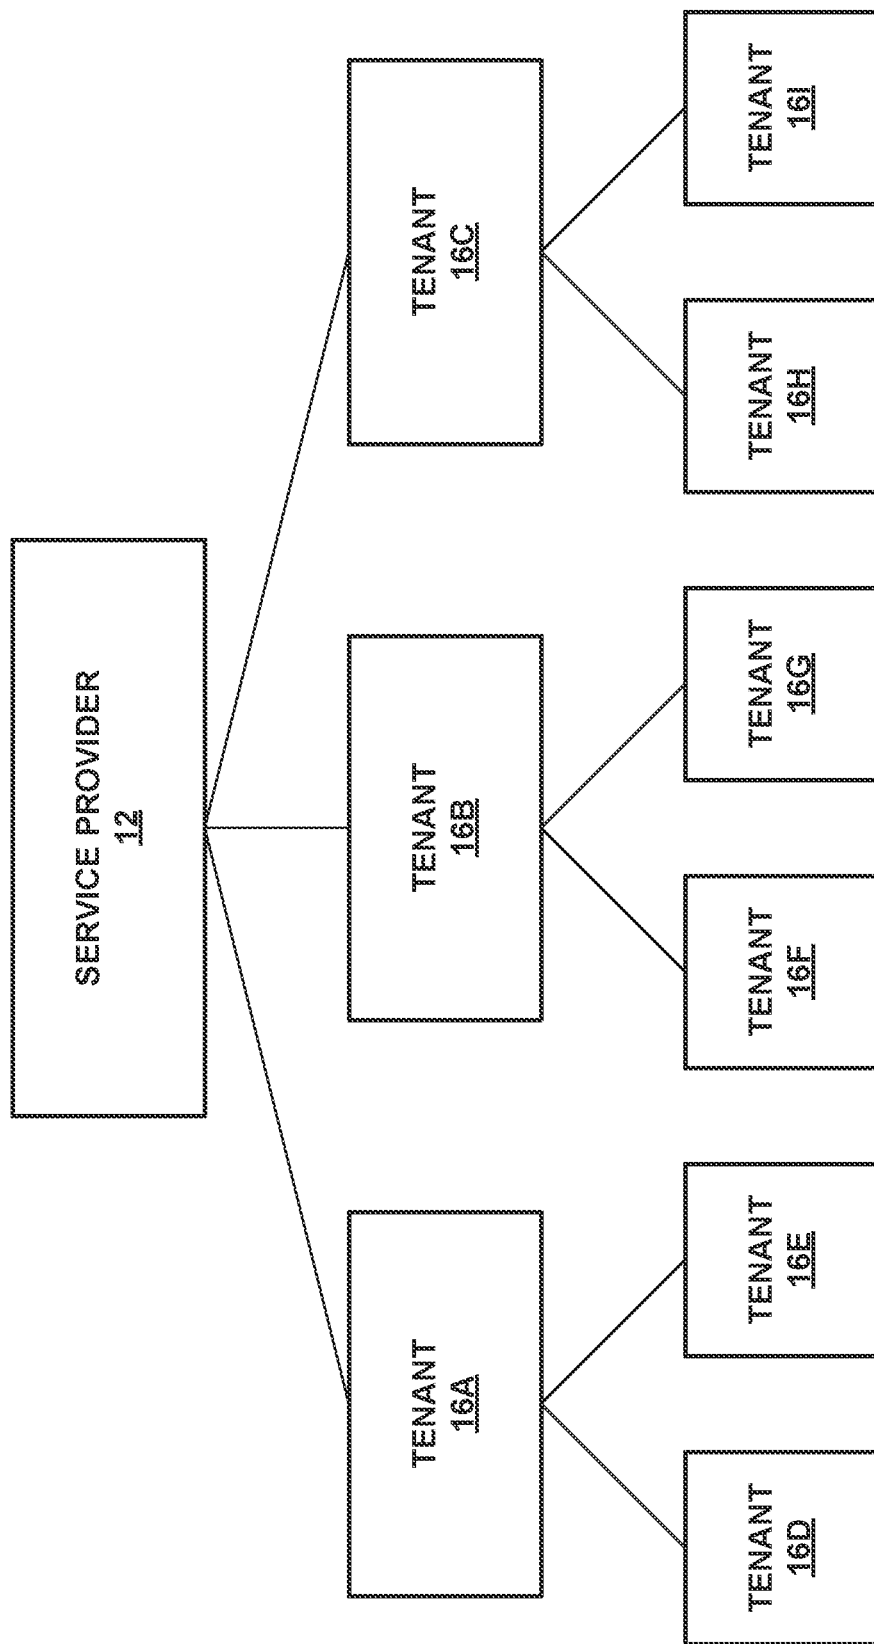 SERVICE PROVIDER
12
TENANT
16A
TENANT
16B
TENANT
16C
TENANT
16D
TENANT
16E
TENANT
16F
TENANT
16G
TENANT
16H
TENANT
16I